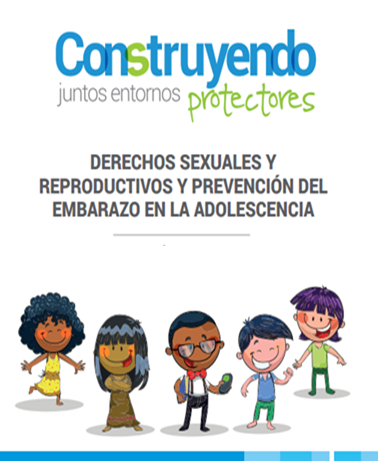 Construyendo
juntos entornos protectores
DERECHOS SEXUALES Y
REPRODUCTIVOS Y PREVENCIÓN DEL
EMBARAZO EN LA ADOLESCENCIA